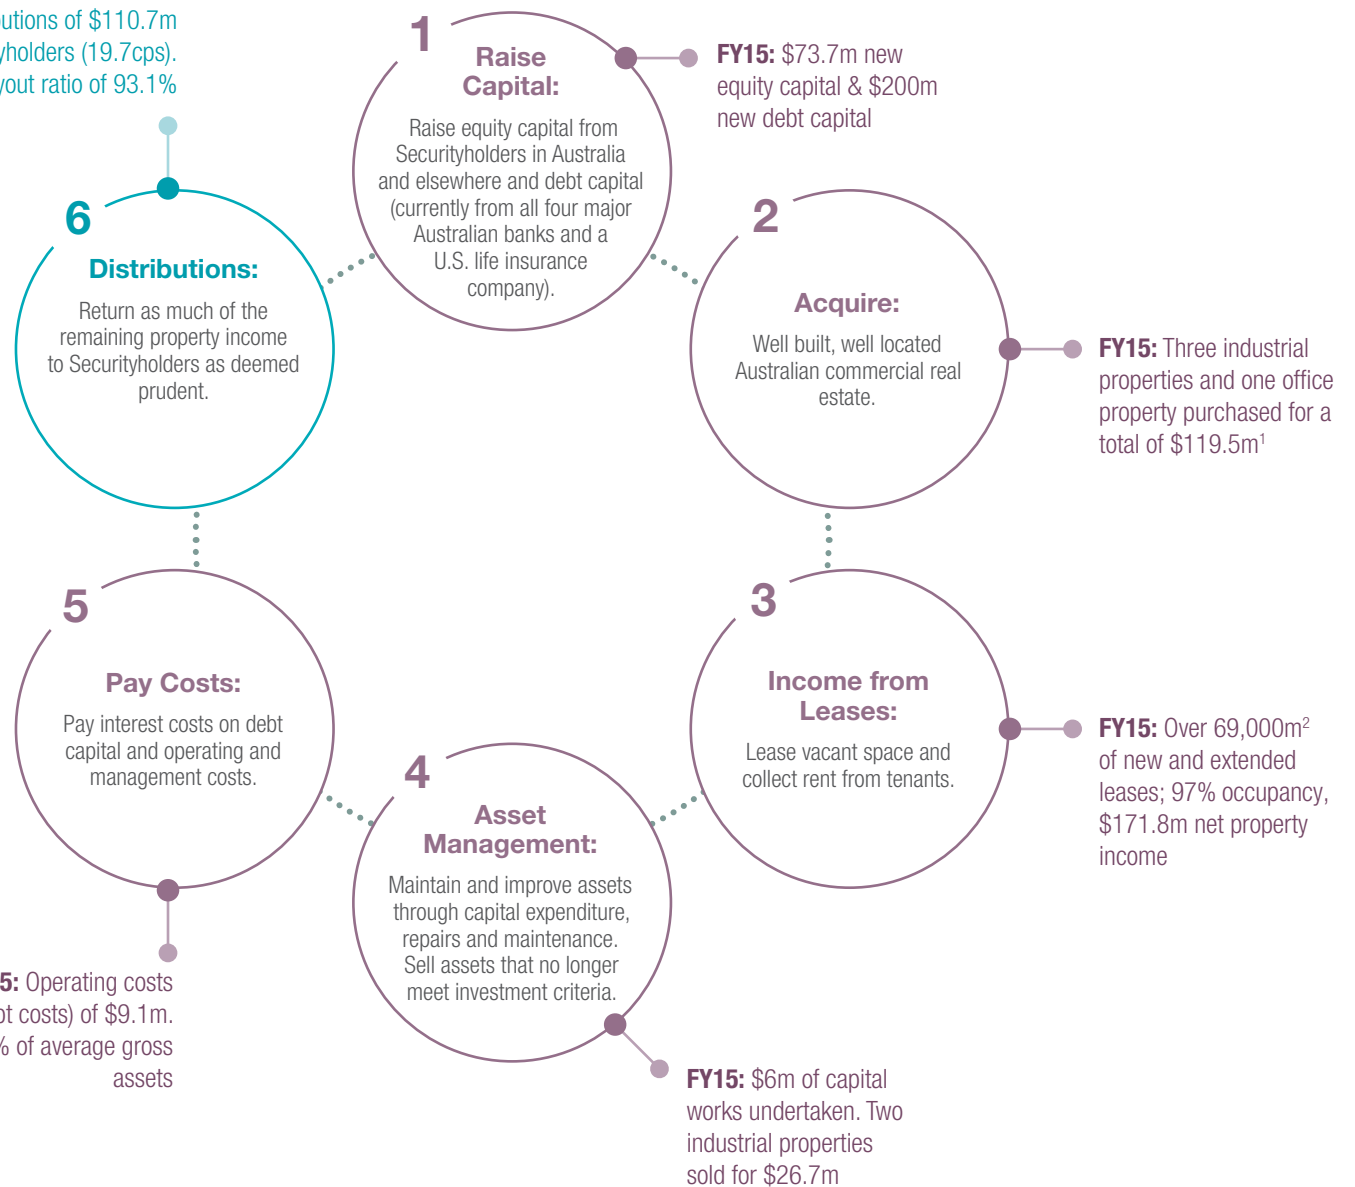 1
Raise
Capital:
Raise equity capital from
Securityholders in Australia
and elsewhere and debt capital
(currently from all four major
Australian banks and a
U.S. life insurance
company).
FY15: $73.7m new
equity capital & $200m
new debt capital
2
Acquire:
Well built, well located
Australian commercial real
estate.
FY15: Three industrial
properties and one office
property purchased for a
total of $119.5m¹
3
Income from
Leases:
Lease vacant space and
collect rent from tenants.
FY15: Over 69,000m²
of new and extended
leases; 97% occupancy,
$171.8m net property
income
4
Asset
Management:
Maintain and improve assets
through capital expenditure,
repairs and maintenance.
Sell assets that no longer
meet investment criteria.
FY15: $6m of capital
works undertaken. Two
industrial properties
sold for $26.7m
5
Pay Costs:
Pay interest costs on debt
capital and operating and
management costs.
5: Operating costs
costs) of $9.1m.
% of average gross
assets
6
Distributions:
Return as much of the
remaining property income
to Securityholders as deemed
prudent.
of $110.7m
(19.7cps).
ratio of 93.1%